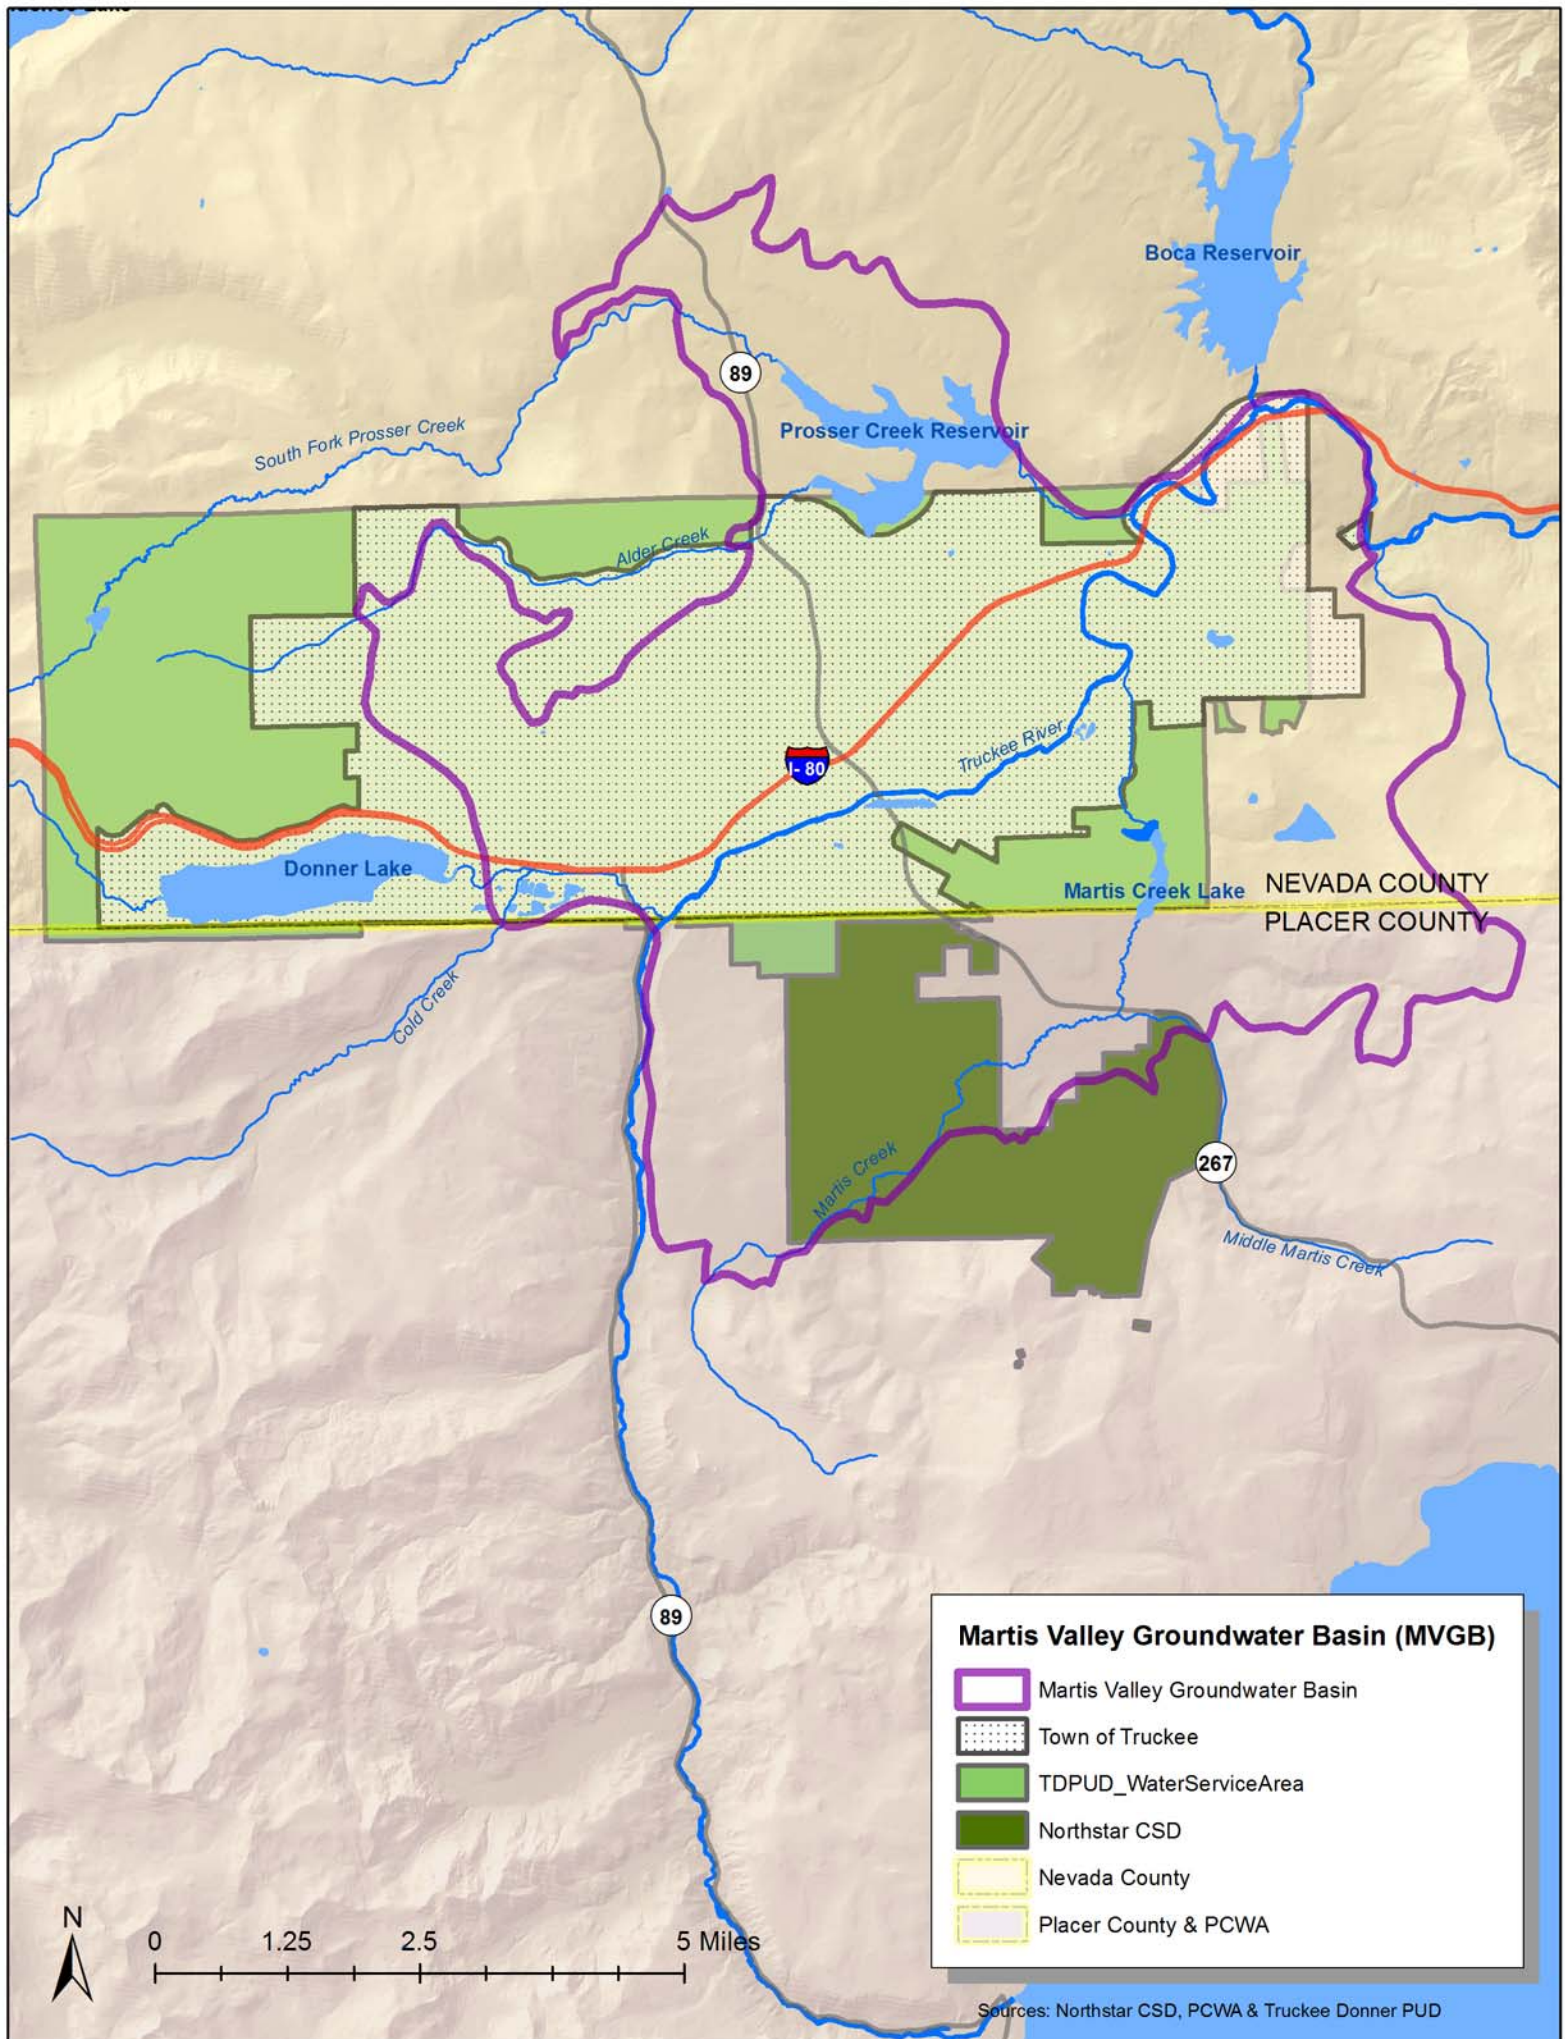 Boca Reservoir
89
Prosser Creek Reservoir
South Fork Prosser Creek
Alder Creek
Truckee River
I- 80
Donner Lake
Martis Creek Lake
NEVADA COUNTY
PLACER COUNTY
Cold Creek
Martis Creek
267
Middle Martis Creek
89
Martis Valley Groundwater Basin (MVGB)
Martis Valley Groundwater Basin
Town of Truckee
TDPUD_WaterServiceArea
Northstar CSD
Nevada County
Placer County & PCWA
N
0 1.25 2.5 5 Miles
Sources: Northstar CSD, PCWA & Truckee Donner PUD